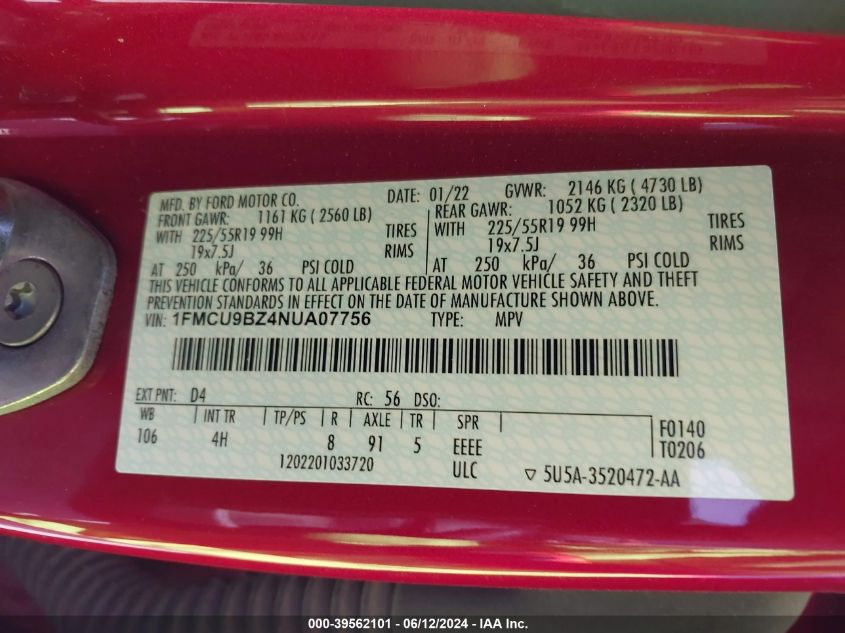 MFD. BY FORD MOTOR CO. DATE: 01/22 GVWR: 2146 KG ( 4730 LB)
FRONT GAWR: 1161 KG ( 2560 LB) REAR GAWR: 1052 KG ( 2320 LB)
WITH 225/55R19 99H TIRES WITH 225/55R19 99H TIRES
19x7.5J RIMS 19x7.5J RIMS
AT 250 kPa/ 36 PSI COLD AT 250 kPa/ 36 PSI COLD
THIS VEHICLE CONFORMS TO ALL APPLICABLE FEDERAL MOTOR VEHICLE SAFETY AND THEFT
PREVENTION STANDARDS IN EFFECT ON THE DATE OF MANUFACTURE SHOWN ABOVE.
VIN: 1FMCU9BZ4NUA07756 TYPE: MPV
EXT PNT: D4 RC: 56 DSO:
WB INT TR TP/PS R AXLE TR SPR
106 4H 8 91 5 EEEE F0140
1202201033720 ULC T0206
5U5A-3520472-AA
000-39562101 - 06/12/2024 - IAA Inc.